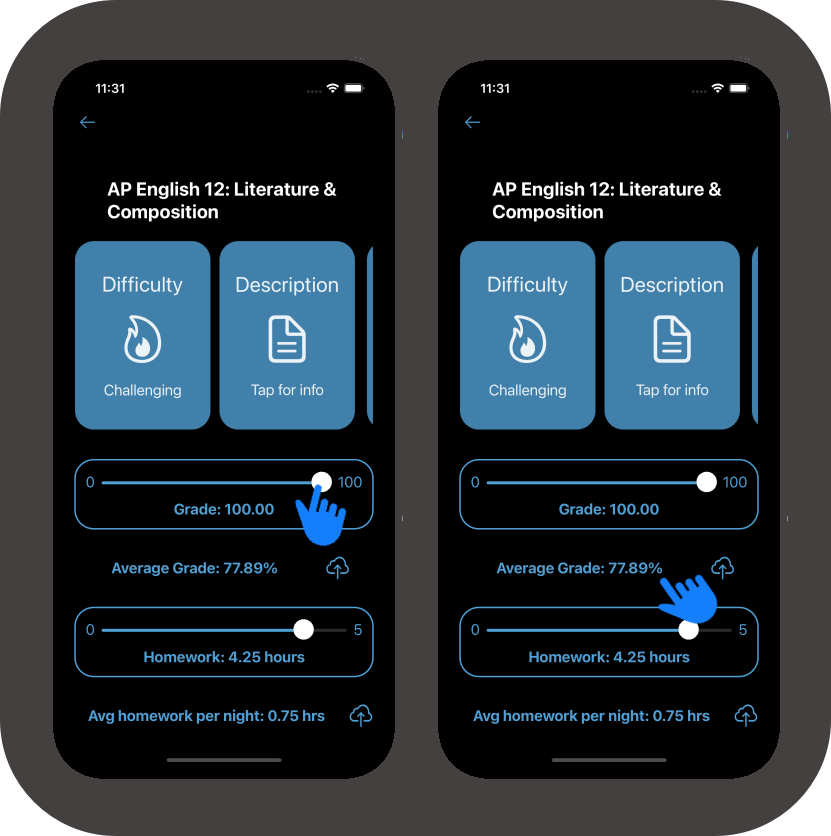 11:31
AP English 12: Literature &
Composition
Difficulty
Challenging
Description
Tap for info
0
100
Grade: 100.00
Average Grade: 77.89%
0
5
Homework: 4.25 hours
Avg homework per night: 0.75 hrs
11:31
AP English 12: Literature &
Composition
Difficulty
Challenging
Description
Tap for info
0
100
Grade: 100.00
Average Grade: 77.89%
0
5
Homework: 4.25 hours
Avg homework per night: 0.75 hrs